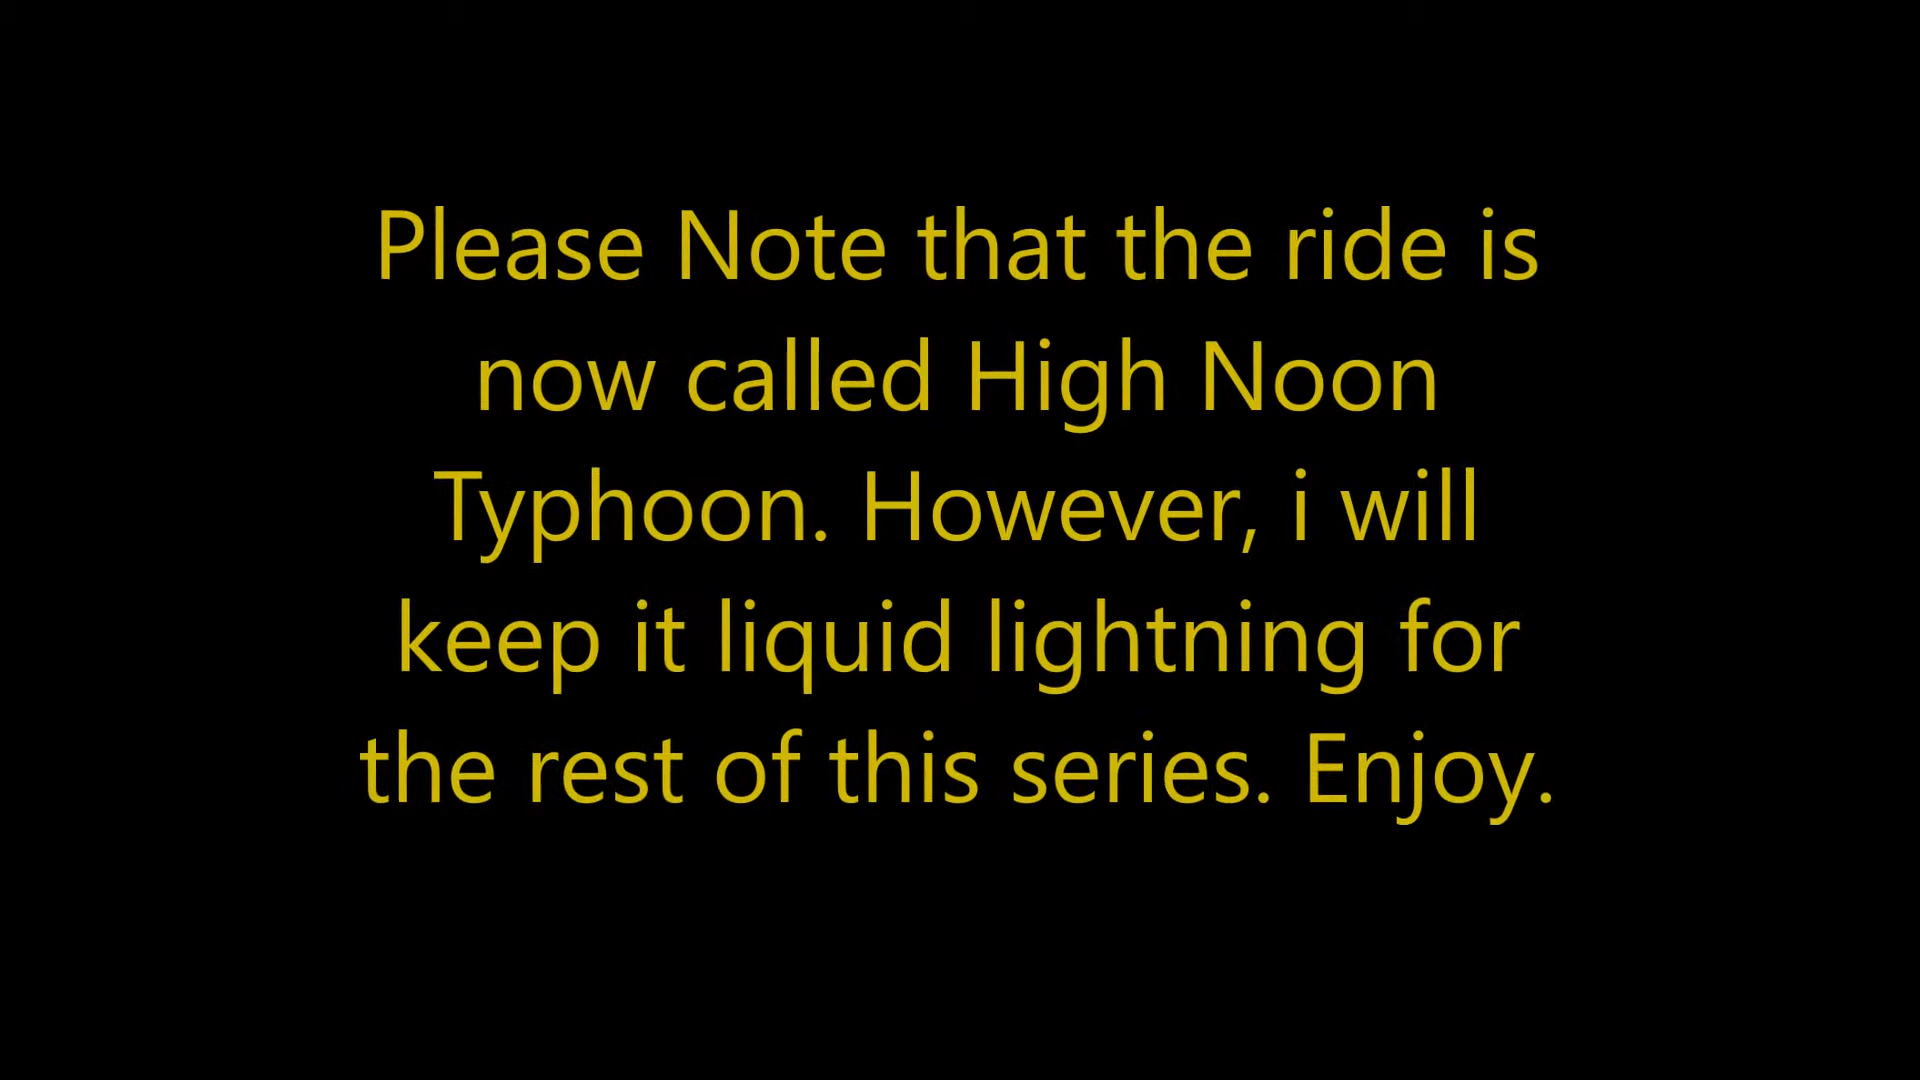 Please Note that the ride is
now called High Noon
Typhoon. However, i will
keep it liquid lightning for
the rest of this series. Enjoy.